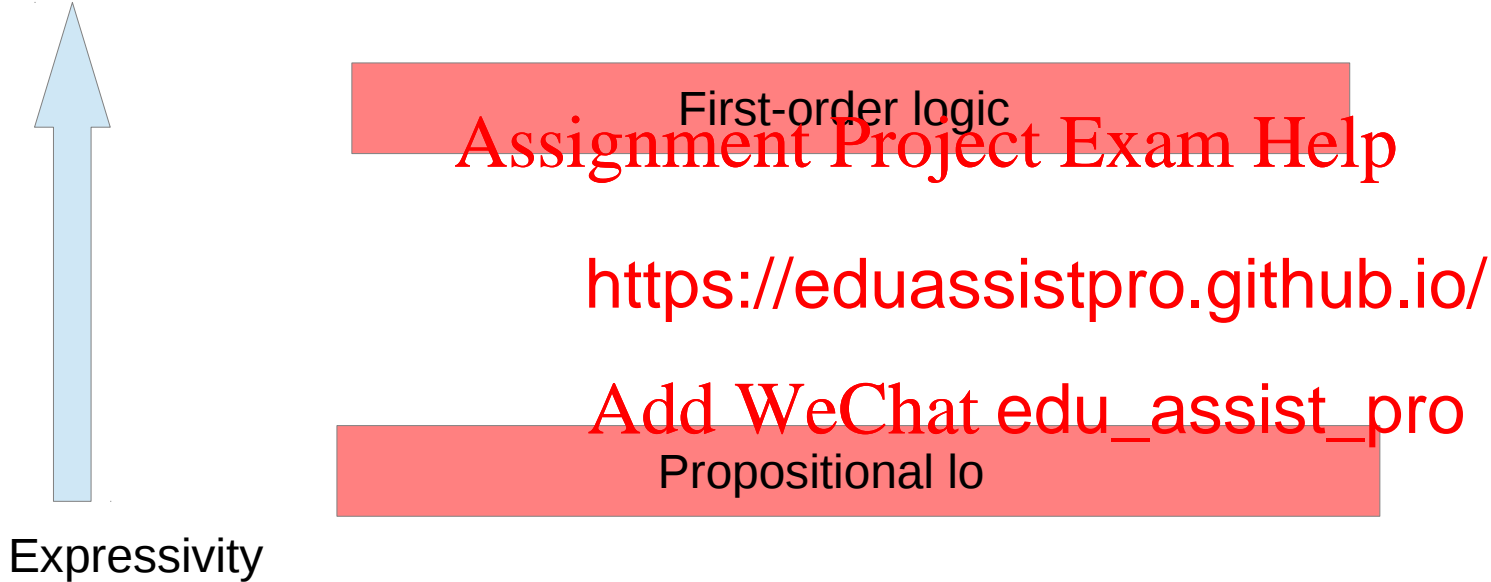 First-order logic
Assignment Project Exam Help
https://eduassistpro.github.io/
Add WeChat edu_assist_pro
Propositional lo
Expressivity